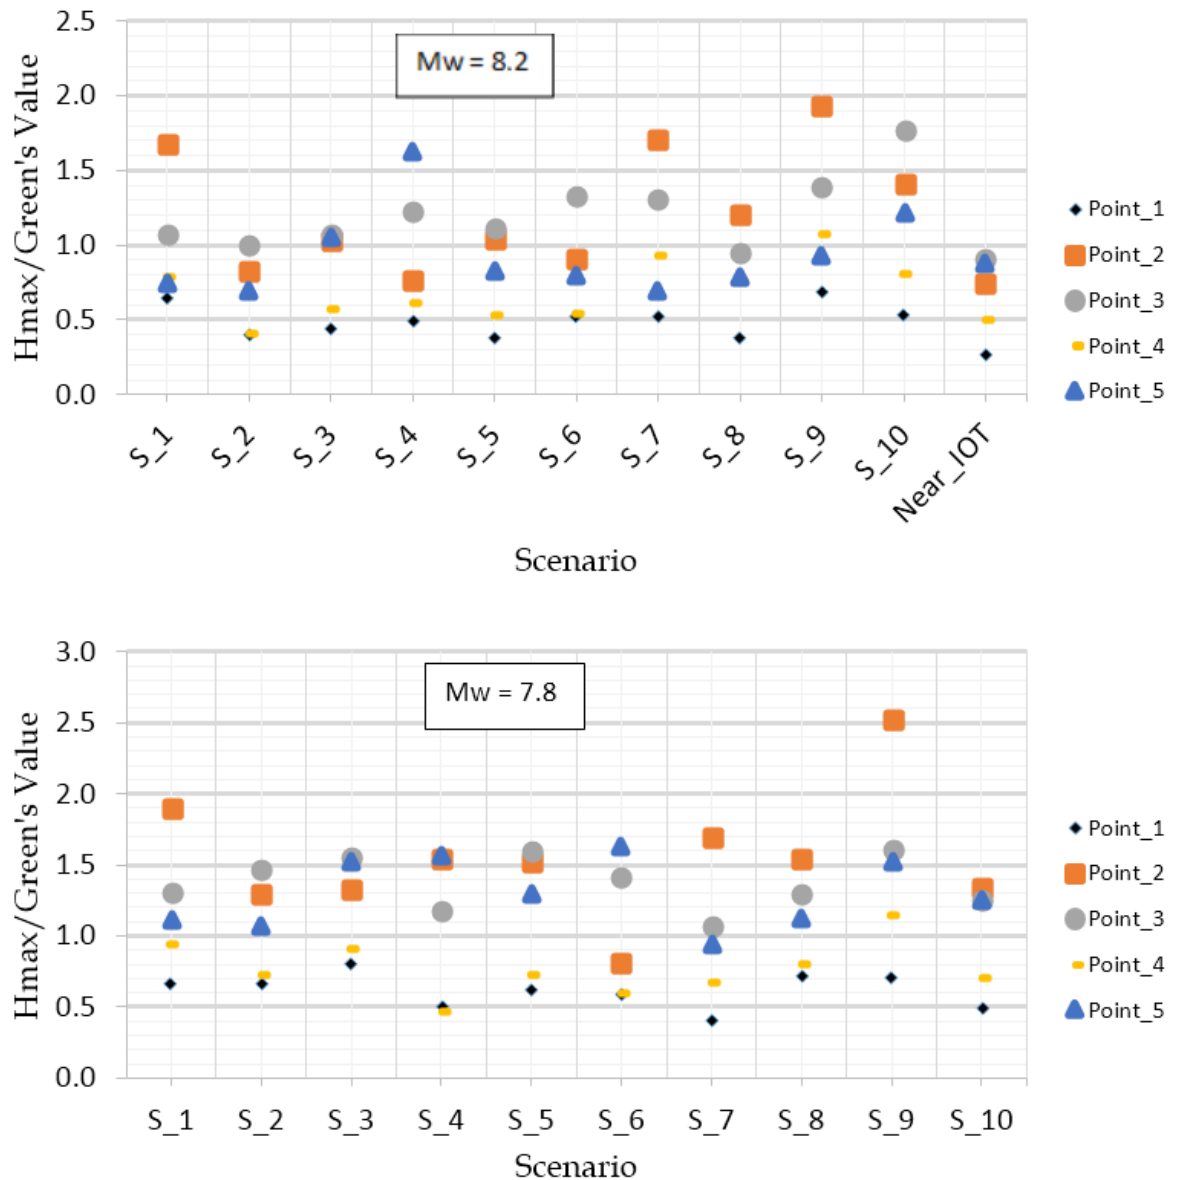 Hmax/Green's Value
2.5
2.0
1.5
1.0
0.5
0.0
Mw = 8.2
S_1
S_2
S_3
S_4
S_5
S_6
S_7
S_8
S_9
S_10
Near_IOT
Scenario
Point_1
Point_2
Point_3
Point_4
Point_5
Hmax/Green's Value
3.0
2.5
2.0
1.5
1.0
0.5
0.0
Mw = 7.8
S_1 S_2 S_3 S_4 S_5 S_6 S_7 S_8 S_9 S_10
Scenario
Point_1
Point_2
Point_3
Point_4
Point_5